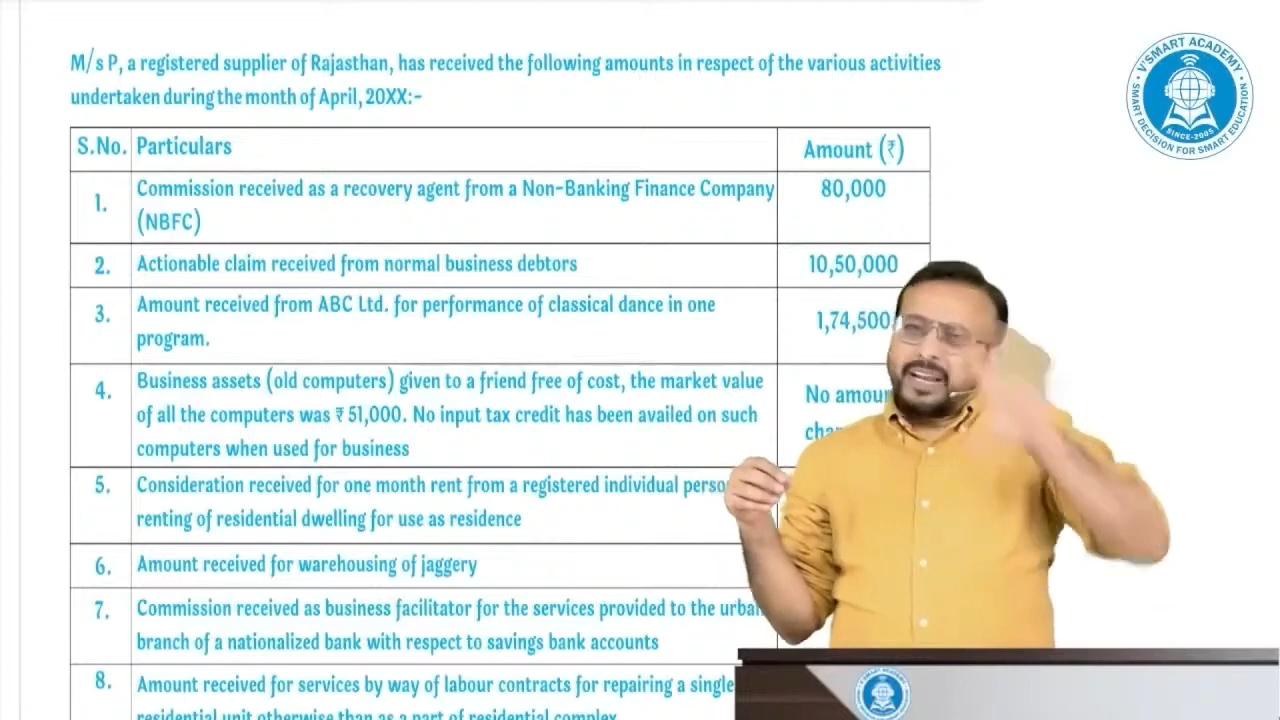 M/s P, a registered supplier of Rajasthan, has received the following amounts in respect of the various activities
undertaken during the month of April, 20XX:-
S.No. Particulars Amount (₹)
1. Commission received as a recovery agent from a Non-Banking Finance Company 80,000
(NBFC)
2. Actionable claim received from normal business debtors 10,50,000
3. Amount received from ABC Ltd. for performance of classical dance in one 1,74,500
program.
4. Business assets (old computers) given to a friend free of cost, the market value
of all the computers was ₹ 51,000. No input tax credit has been availed on such No
computers when used for business
5. Consideration received for one month rent from a registered individual
renting of residential dwelling for use as residence
6. Amount received for warehousing of jaggery
7. Commission received as business facilitator for the services provided to the
branch of a nationalized bank with respect to savings bank accounts
8. Amount received for services by way of labour contracts for repairing a single
residential unit otherwise than as a part of residential complex
V'SMART ACADEMY
SMART DECISION FOR SMART EDUCATION
SINCE-2005